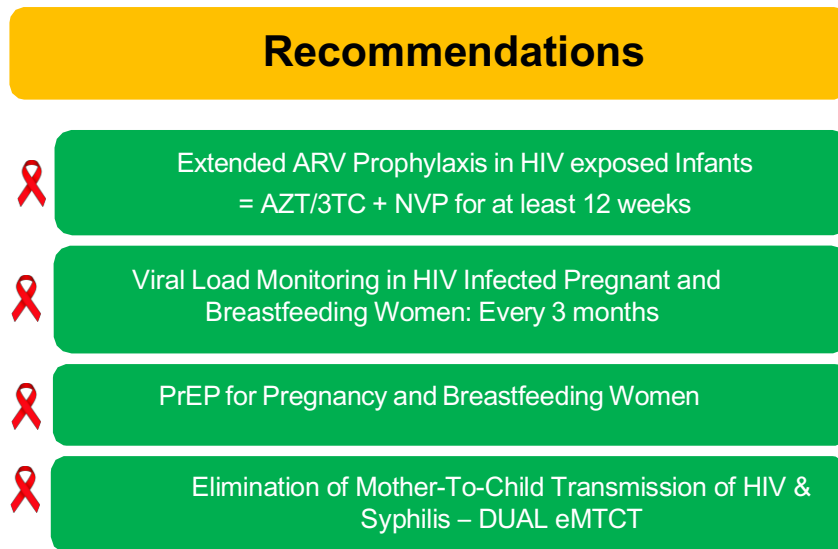 Recommendations
Extended ARV Prophylaxis in HIV exposed Infants
= AZT/3TC + NVP for at least 12 weeks
Viral Load Monitoring in HIV Infected Pregnant and
Breastfeeding Women: Every 3 months
PrEP for Pregnancy and Breastfeeding Women
Elimination of Mother-To-Child Transmission of HIV &
Syphilis – DUAL eMTCT